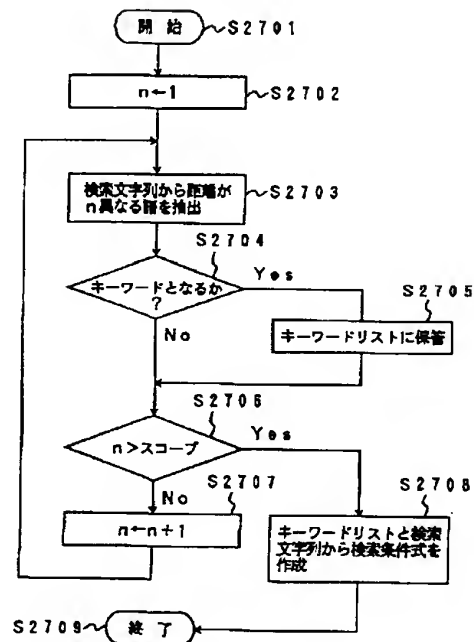 開始
S2701
n←1
S2702
検索文字列から距離が
n異なる語を抽出
S2703
S2704
キーワードとなるか
?
Yes
No
S2705
キーワードリストに保管
S2706
n>スコープ
Yes
No
S2707
n←n+1
S2708
キーワードリストと検索
文字列から検索条件式を
作成
S2709
終了